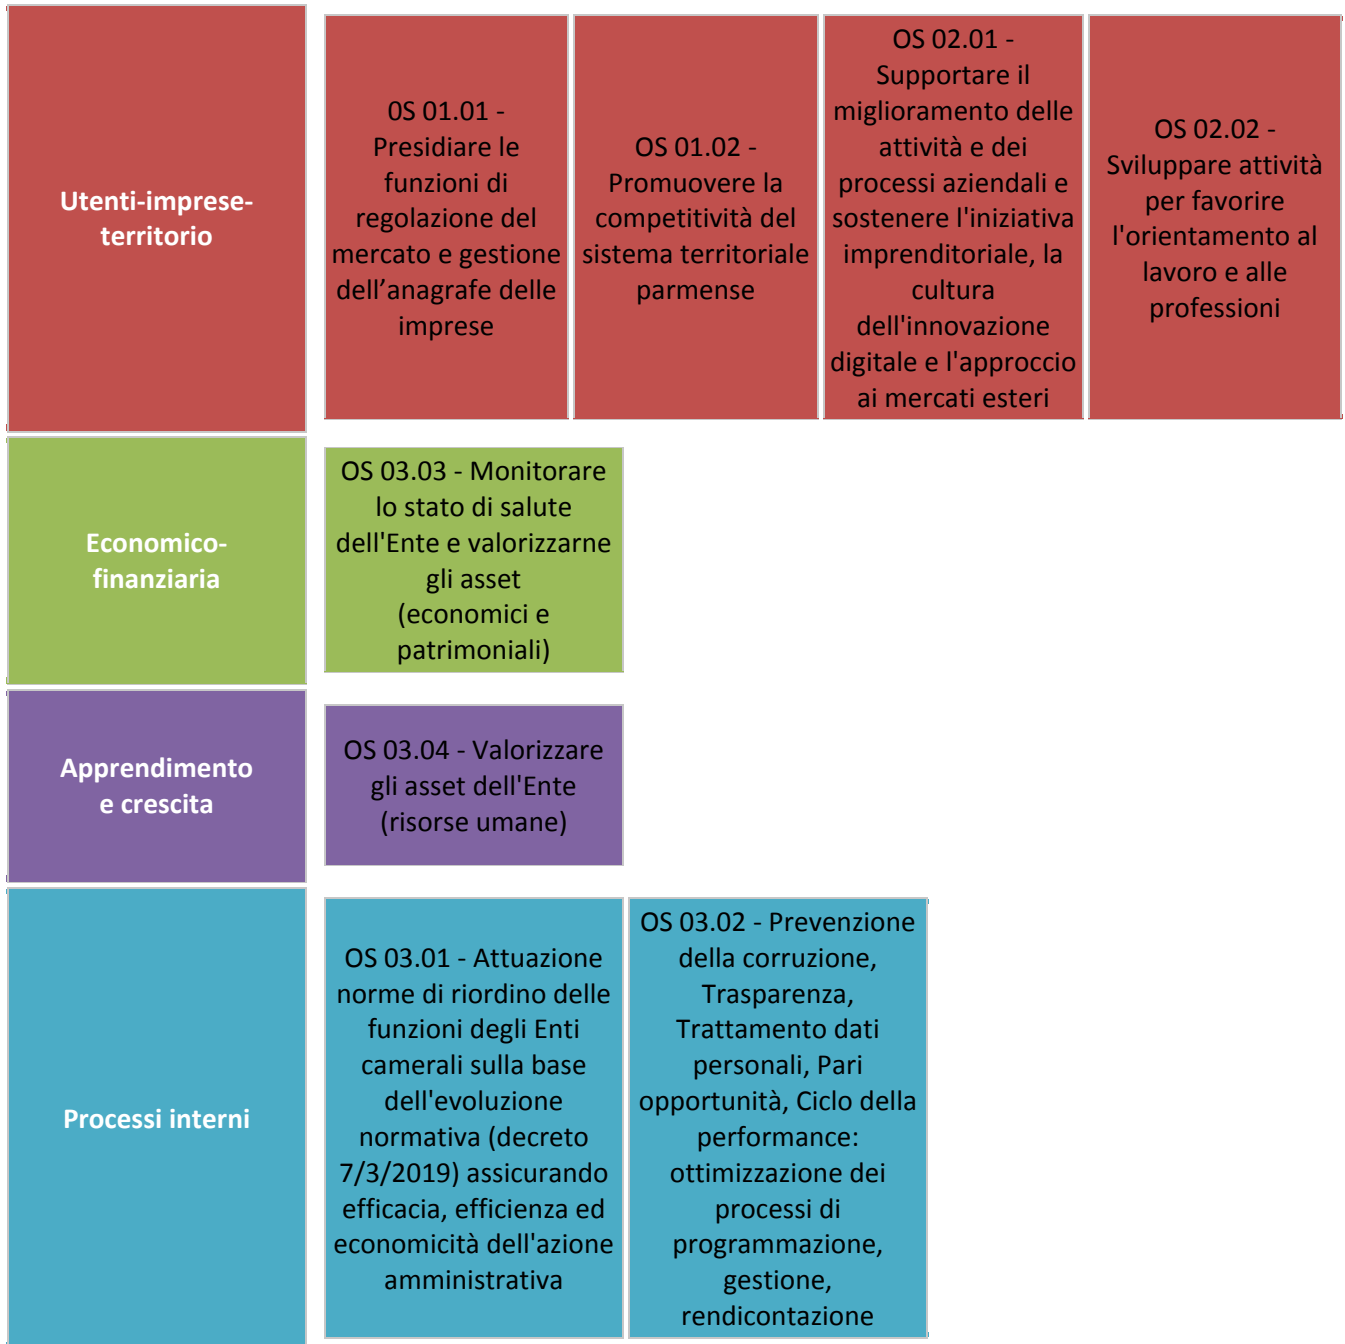 Utenti-imprese-
territorio
0S 01.01 -
Presidiare le
funzioni di
regolazione del
mercato e gestione
dell’anagrafe delle
imprese
OS 01.02 -
Promuovere la
competitività del
sistema territoriale
parmense
OS 02.01 -
Supportare il
miglioramento delle
attività e dei
processi aziendali e
sostenere l'iniziativa
imprenditoriale, la
cultura
dell'innovazione
digitale e l'approccio
ai mercati esteri
OS 02.02 -
Sviluppare attività
per favorire
l'orientamento al
lavoro e alle
professioni
Economico-
finanziaria
OS 03.03 - Monitorare
lo stato di salute
dell'Ente e valorizzarne
gli asset
(economici e
patrimoniali)
Apprendimento
e crescita
OS 03.04 - Valorizzare
gli asset dell'Ente
(risorse umane)
Processi interni
OS 03.01 - Attuazione
norme di riordino delle
funzioni degli Enti
camerali sulla base
dell'evoluzione
normativa (decreto
7/3/2019) assicurando
efficacia, efficienza ed
economicità dell'azione
amministrativa
OS 03.02 - Prevenzione
della corruzione,
Trasparenza,
Trattamento dati
personali, Pari
opportunità, Ciclo della
performance:
ottimizzazione dei
processi di
programmazione,
gestione,
rendicontazione